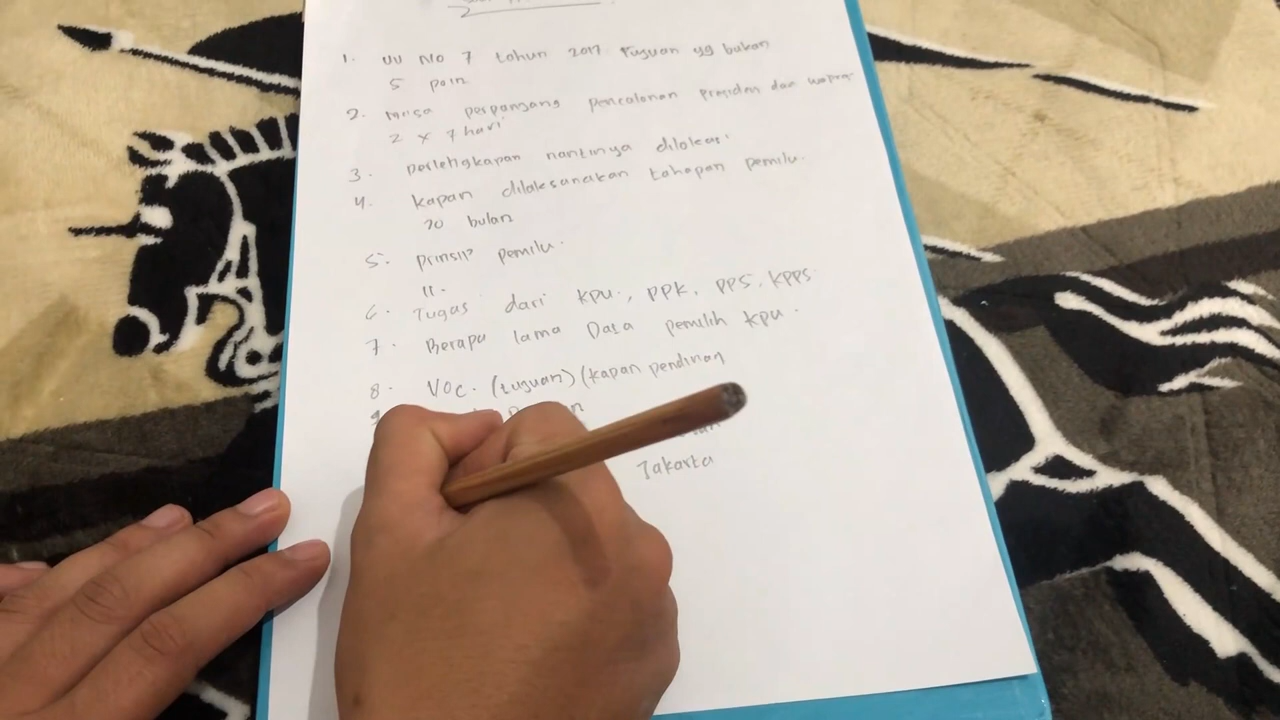 1. UU No 7 tahun 2017 Tujuan yg bukan
5 poin
2. Masa perpanjang pencalonan Presiden dan wapres
2 x 7 hari
3. perlengkapan nantinya dilokasi
4. kapan dilaksanakan tahapan pemilu.
20 bulan
5. prinsip pemilu.
11.
6. Tugas dari KPU, PPK, PPS, KPPS
7. Berapa lama Data pemilih KPU.
8. VOC. (tujuan) (kapan pendirian
9
Jakarta